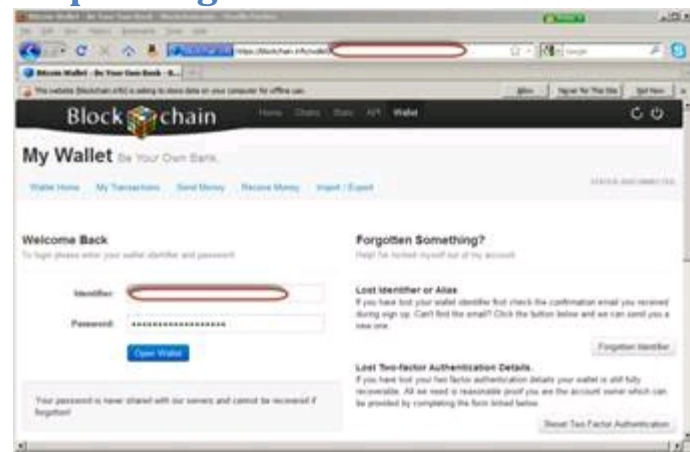 Bitcoin Wallet - Be Your Own Bank - B...
This website (blockchain.info) is asking to store data on your computer for offline use.
Never for This Site
Not Now
Block chain
Home Charts Stats API Wallet
My Wallet Be Your Own Bank.
Wallet Home My Transactions Send Money Receive Money Import / Export
Welcome Back
To login please enter your wallet identifier and password.
Identifier:
Password:
Open Wallet
Your password is never shared with our servers and cannot be recovered if
forgotten!
Forgotten Something?
Help! I've locked myself out of my account.
Lost Identifier or Alias
If you have lost your wallet identifier first check the confirmation email you received
during sign up. Can't find the email? Click the button below and we can send you a
new one.
Forgotten Identifier
Lost Two-factor Authentication Details.
If you have lost your two factor authentication details your wallet is still fully
recoverable. All we need is reasonable proof you are the account owner which can
be provided by completing the form linked below.
Reset Two Factor Authentication